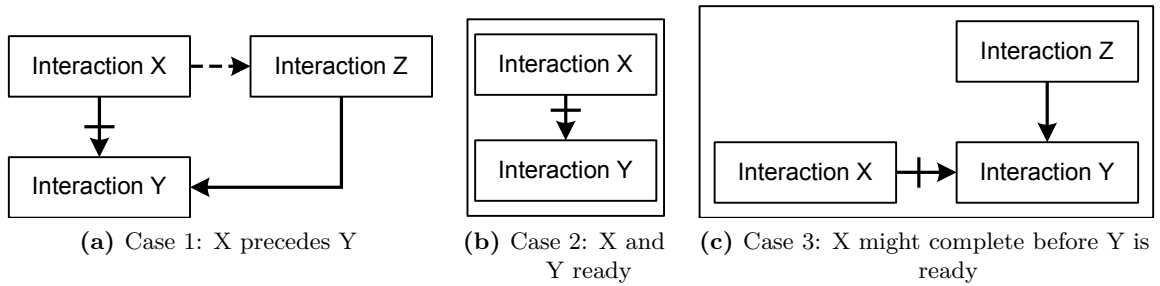 Interaction X
Interaction Z
Interaction Y
(a) Case 1: X precedes Y
Interaction X
Interaction Y
(b) Case 2: X and
Y ready
Interaction Z
Interaction X
Interaction Y
(c) Case 3: X might complete before Y is
ready